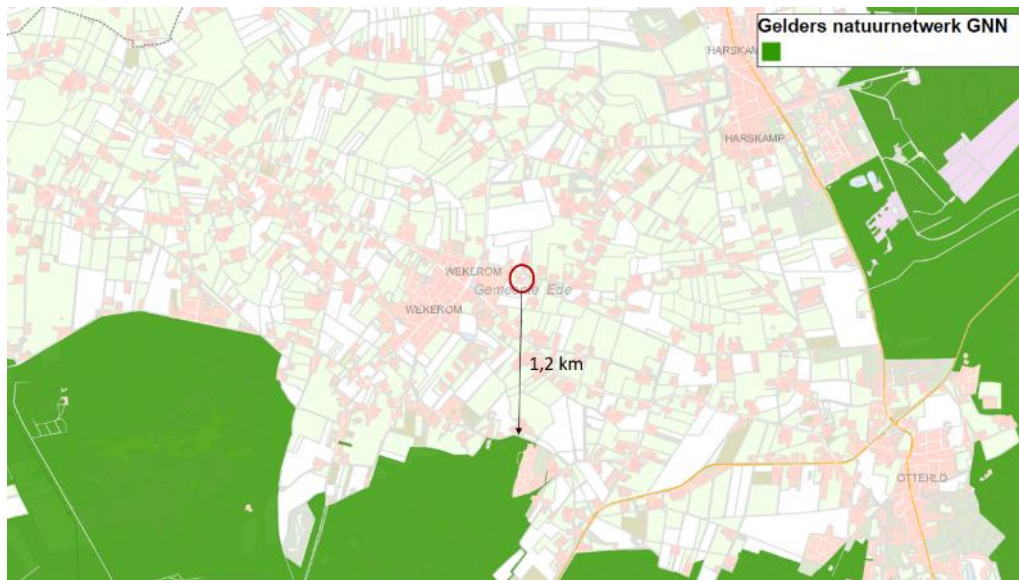 Gelders natuurnetwerk GNN
HARSKAMP
HARSKAMP
WEKEROM
Gemeente Ede
WEKEROM
1,2 km
OTTERLO